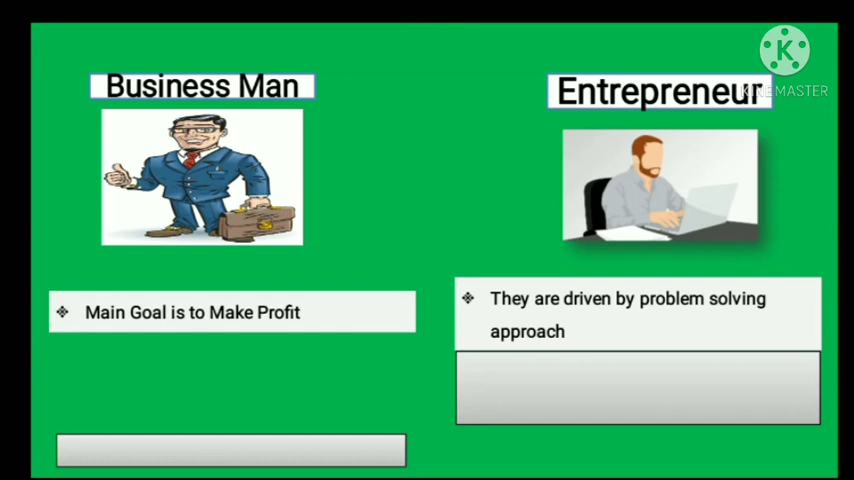 Business Man
Entrepreneur
K
KINEMASTER
❖ Main Goal is to Make Profit
❖ They are driven by problem solving
approach